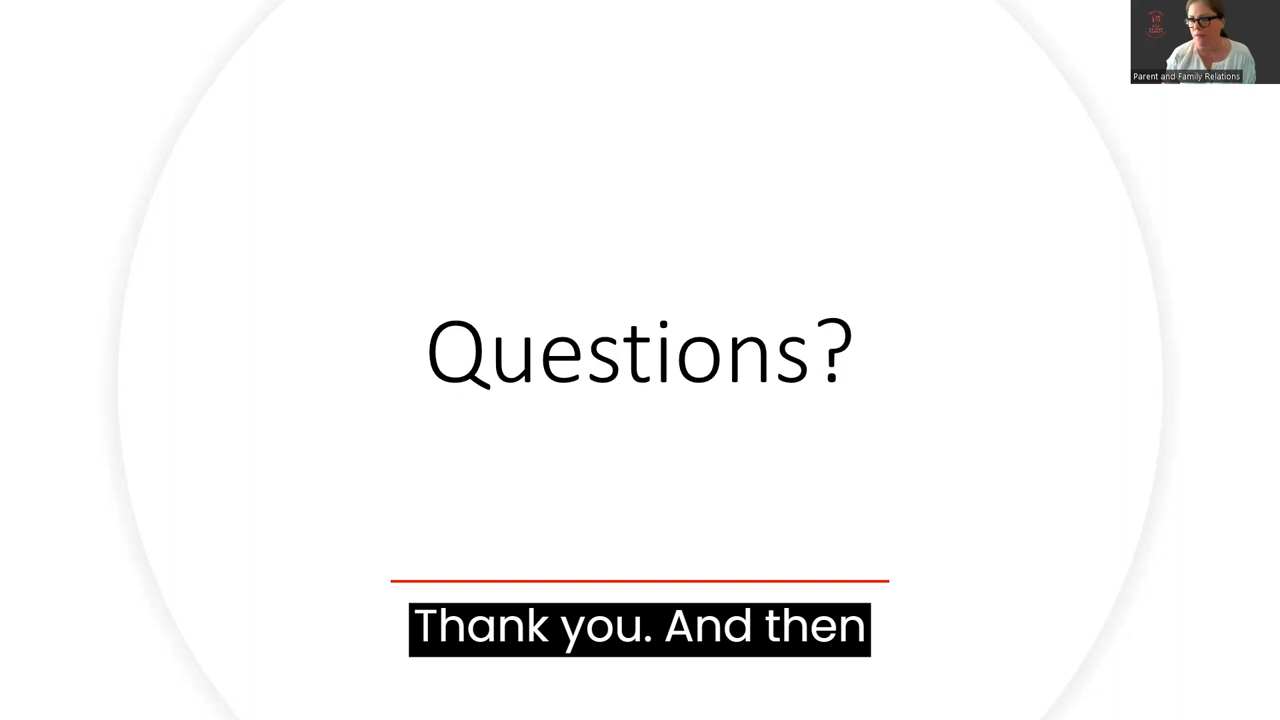 Parent and Family Relations
Questions?
Thank you. And then